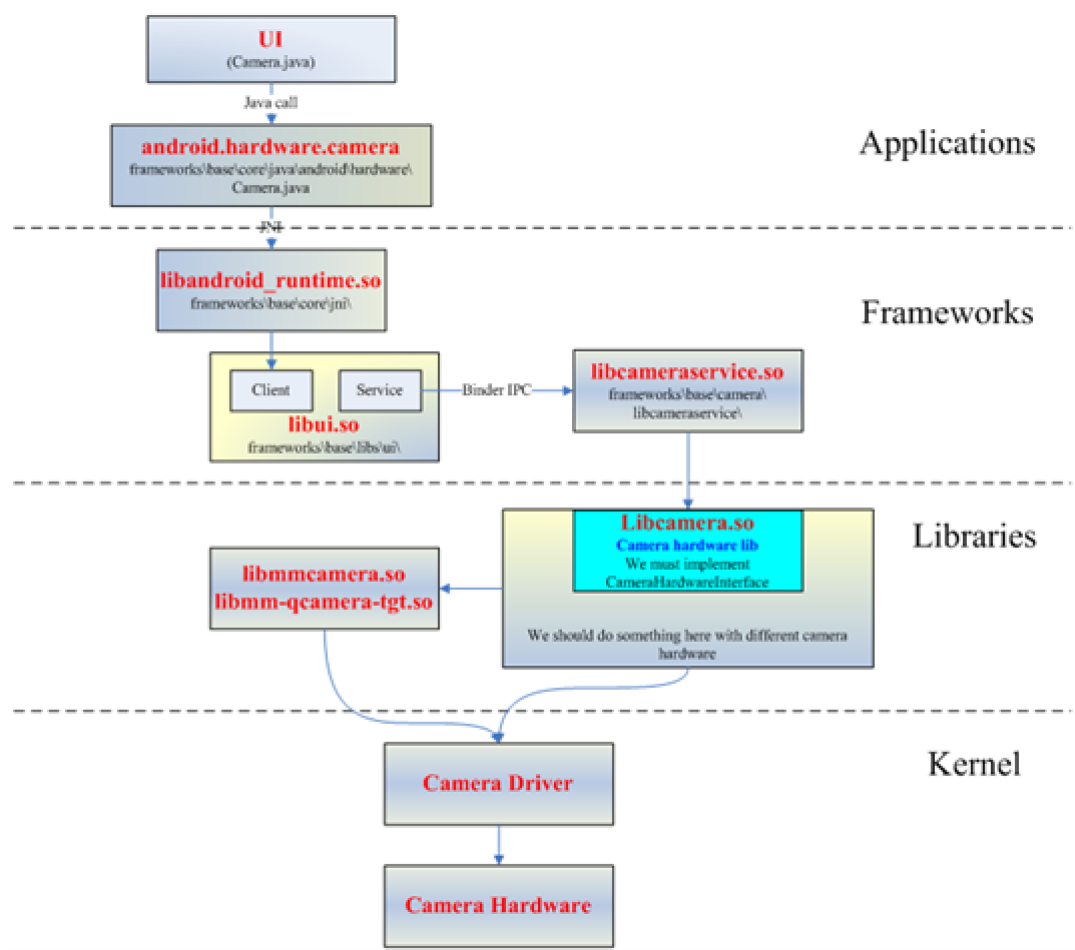 UI
(Camera.java)
Java call
android.hardware.camera
frameworks\base\core\java\android\hardware\
Camera.java
Applications
JNI
libandroid_runtime.so
frameworks\base\core\jni\
Frameworks
Client
Service
Binder IPC
libui.so
frameworks\base\libs\ui\
libcameraservice.so
frameworks\base\camera\
libcameraservice\
Libcamera.so
Camera hardware lib
We must implement
CameraHardwareInterface
Libraries
libmmcamera.so
libmm-qcamera-tgt.so
We should do something here with different camera
hardware
Kernel
Camera Driver
Camera Hardware